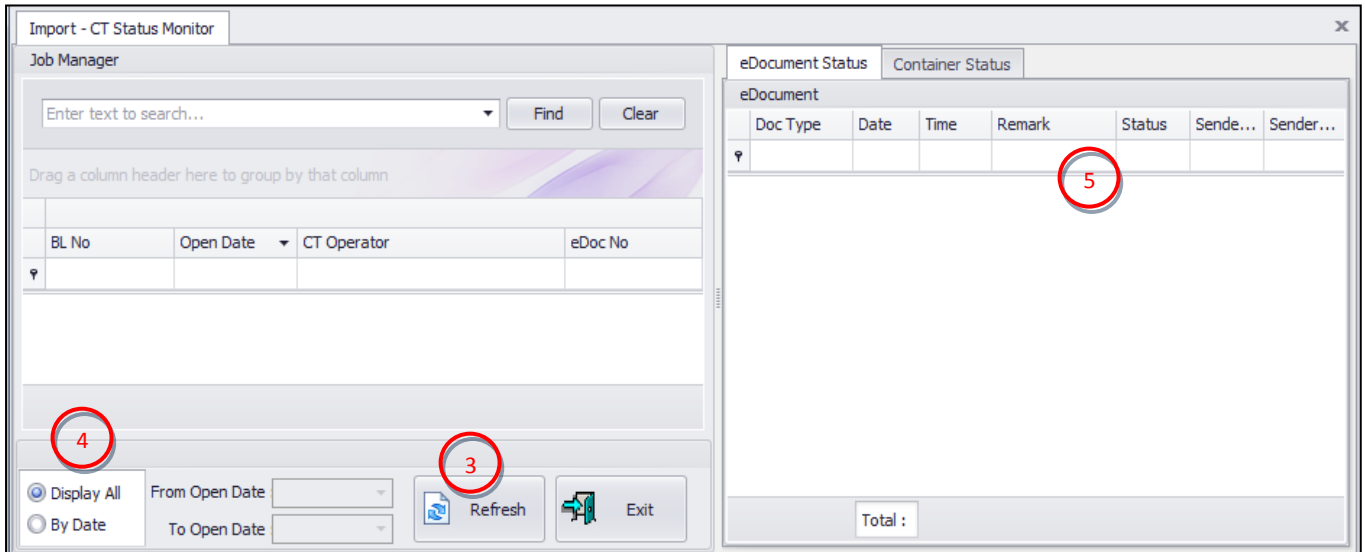 Import - CT Status Monitor
x
Job Manager
Enter text to search...
Find
Clear
Drag a column header here to group by that column
BL No
Open Date
CT Operator
eDoc No
4
3
Display All
By Date
From Open Date :
To Open Date :
Refresh
Exit
eDocument Status
Container Status
eDocument
Doc Type
Date
Time
Remark
Status
Sende...
Sender...
5
Total :